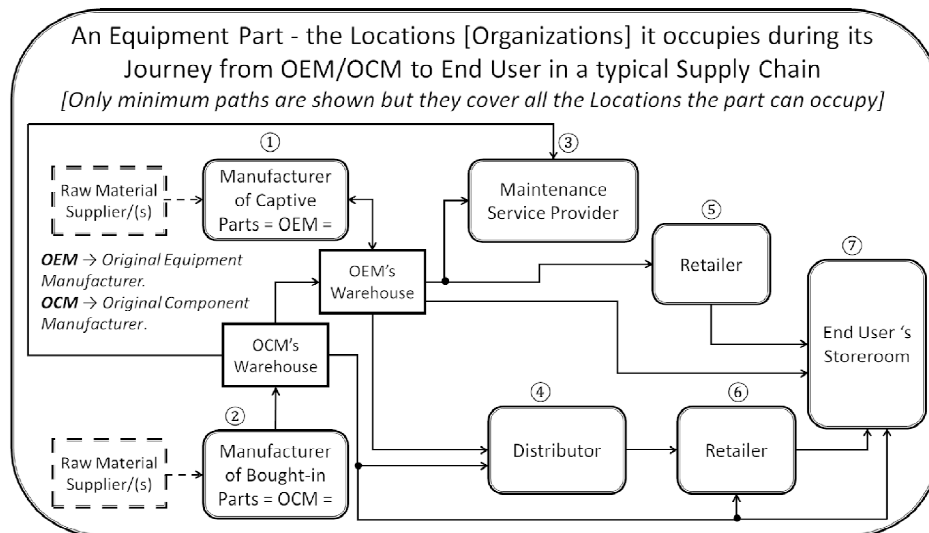 An Equipment Part - the Locations [Organizations] it occupies during its
Journey from OEM/OCM to End User in a typical Supply Chain
[Only minimum paths are shown but they cover all the Locations the part can occupy]
①
③
Raw Material
Supplier/(s)
Manufacturer
of Captive
Parts = OEM =
Maintenance
Service Provider
⑤
⑦
OEM → Original Equipment
Manufacturer.
OCM → Original Component
Manufacturer.
OEM's
Warehouse
Retailer
End User 's
Storeroom
OCM's
Warehouse
②
④
⑥
Raw Material
Supplier/(s)
Manufacturer
of Bought-in
Parts = OCM =
Distributor
Retailer